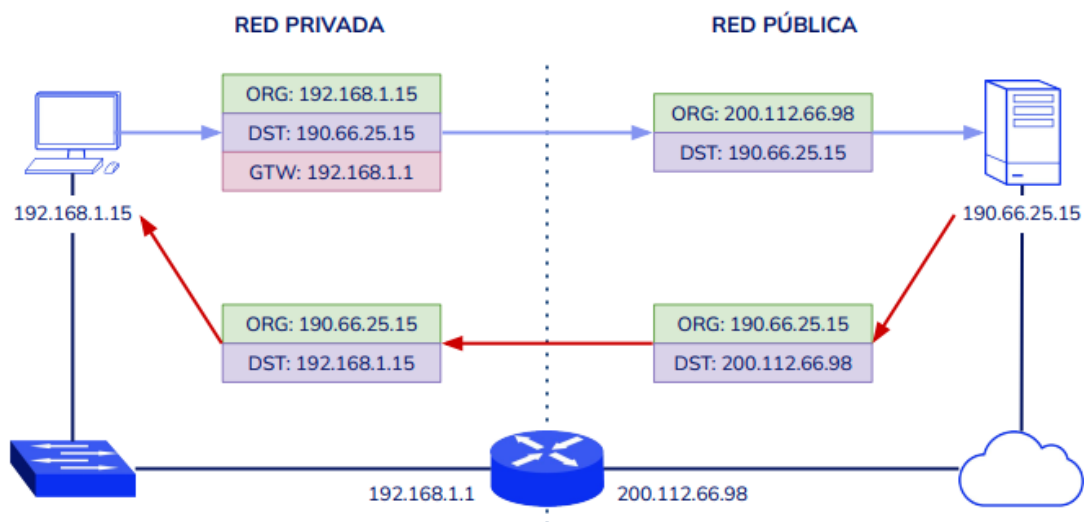 RED PRIVADA
RED PÚBLICA
ORG: 192.168.1.15
DST: 190.66.25.15
GTW: 192.168.1.1
ORG: 200.112.66.98
DST: 190.66.25.15
192.168.1.15
190.66.25.15
ORG: 190.66.25.15
DST: 192.168.1.15
ORG: 190.66.25.15
DST: 200.112.66.98
192.168.1.1
200.112.66.98